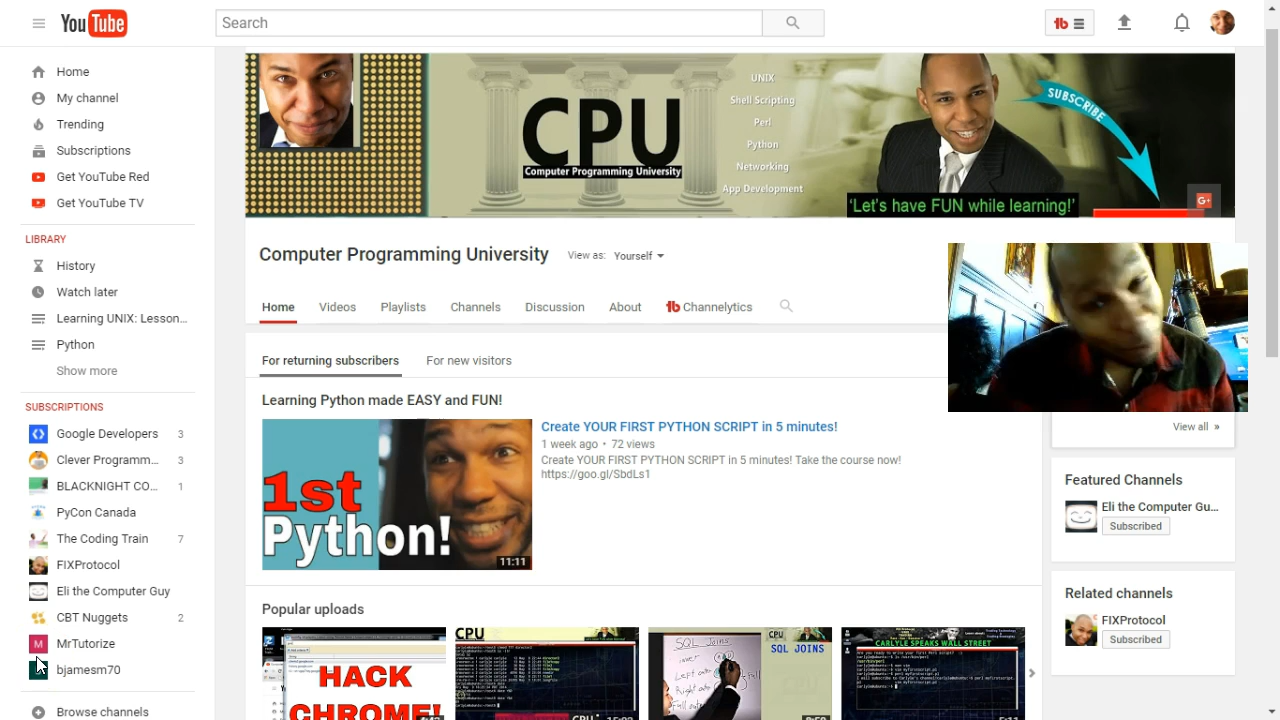 YouTube
Search
Home
My channel
Trending
Subscriptions
Get YouTube Red
Get YouTube TV
LIBRARY
History
Watch later
Learning UNIX: Lesson...
Python
Show more
SUBSCRIPTIONS
Google Developers 3
Clever Programm... 3
BLACKNIGHT CO... 1
PyCon Canada
The Coding Train 7
FIXProtocol
Eli the Computer Guy
CBT Nuggets 2
M MrTutorize
channels
CPU
Computer Programming University
UNIX
Shell Scripting
Perl
Python
Networking
App Development
SUBSCRIBE
'Let's have FUN while learning!'
G+
Computer Programming University
View as: Yourself
Home Videos Playlists Channels Discussion About Channelytics
For returning subscribers For new visitors
Learning Python made EASY and FUN!
1st
Python!
11:11
Create YOUR FIRST PYTHON SCRIPT in 5 minutes!
1 week ago • 72 views
Create YOUR FIRST PYTHON SCRIPT in 5 minutes! Take the course now!
https://goo.gl/SbdLs1
Popular uploads
HACK
CHROME!
CPU
CPU
SQL JOINS
CARLYLE SPEAKS WALL STREET
View all »
Featured Channels
Eli the Computer Gu...
Subscribed
Related channels
FIXProtocol
Subscribed